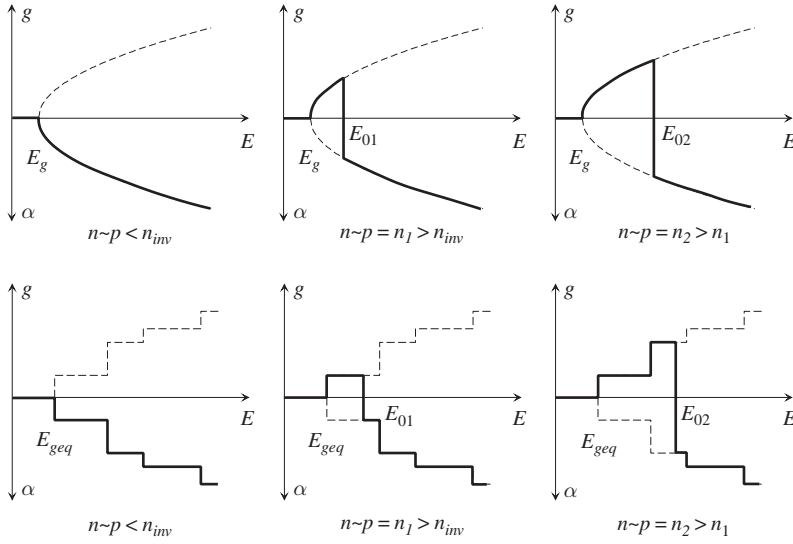 g g g
E E E
E_g E_g E_01 E_g E_02
α α α
n~p < n_inv n~p = n_1 > n_inv n~p = n_2 > n_1
g g g
E E E
E_geq E_geq E_01 E_geq E_02
α α α
n~p < n_inv n~p = n_1 > n_inv n~p = n_2 > n_1